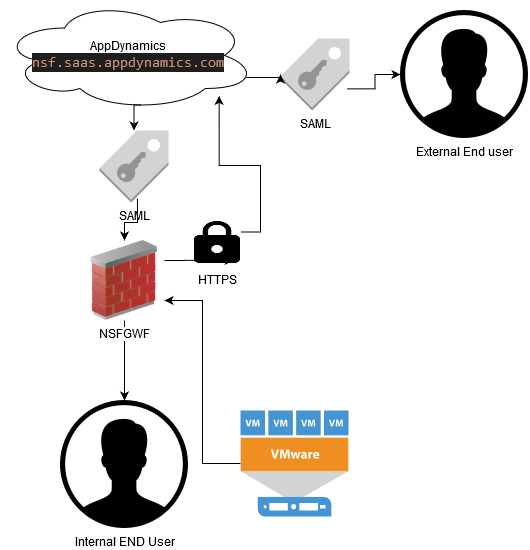 AppDynamics
nsf.saas.appdynamics.com
SAML
External End user
SAML
HTTPS
NSFGWF
VM VM VM VM
VMware
Internal END User